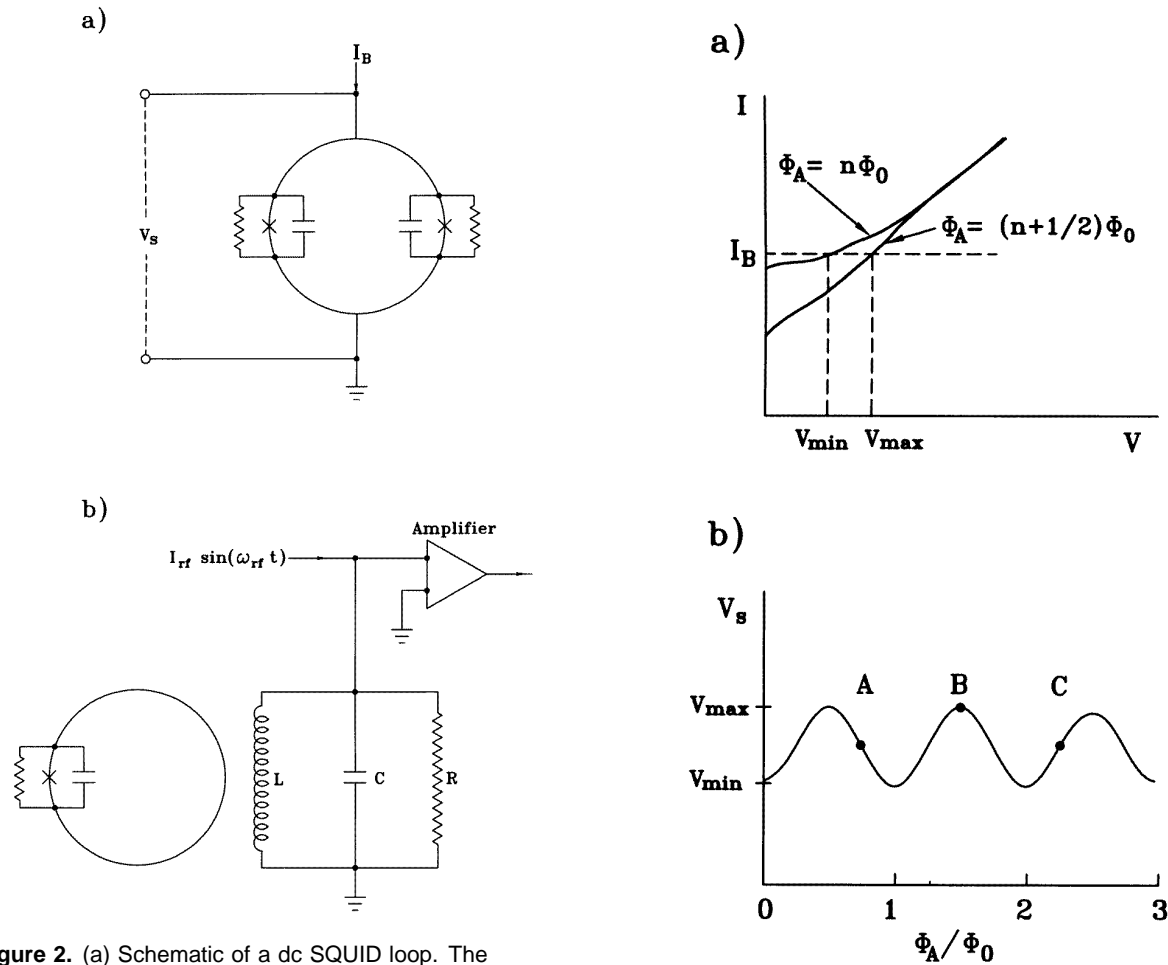 a)
I_B
V_s
b)
Amplifier
I_rf sin(ω_rf t)
L
C
R
gure 2. (a) Schematic of a dc SQUID loop. The
a)
I
Φ_A= nΦ_0
Φ_A= (n+1/2)Φ_0
I_B
V_min
V_max
V
b)
V_s
A
B
C
V_max
V_min
0
1
2
3
Φ_A/Φ_0